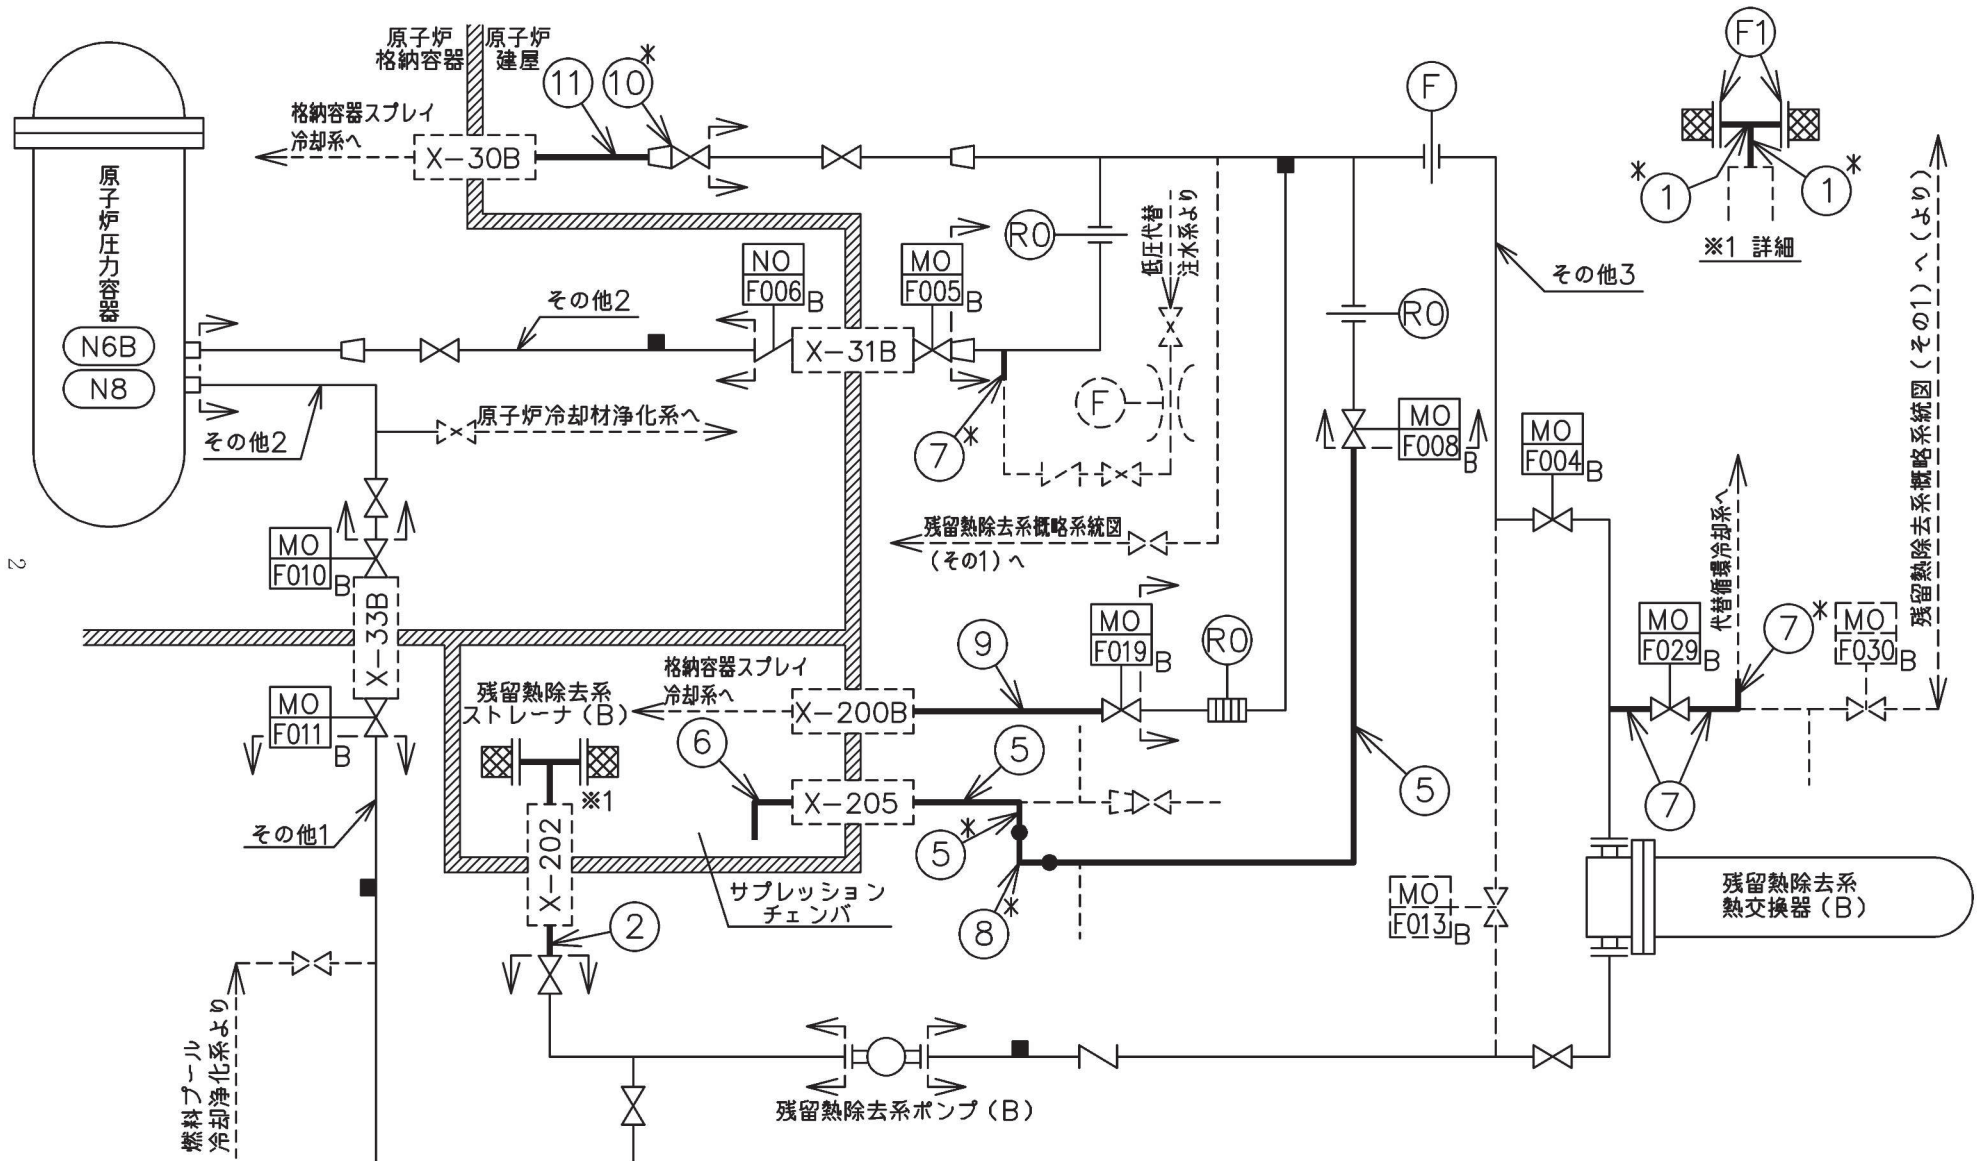 原子炉
格納容器
原子炉
建屋
11
10
*
F
F1
格納容器スプレイ
冷却系へ
X-30B
*
1
1
*
※1 詳細
原子炉圧力容器
RO
低圧代替
注水系より
その他3
残留熱除去系概略系統図(その1)へ(より)
NO
F006
B
MO
F005
B
その他2
RO
N6B
N8
X-31B
F
MO
F008
B
MO
F004
B
その他2
原子炉冷却材浄化系へ
7
*
残留熱除去系概略系統図
(その1)へ
代替循環冷却系へ
MO
F010
B
2
X-33B
MO
F019
B
RO
MO
F029
B
7
*
MO
F030
B
9
格納容器スプレイ
冷却系へ
X-200B
残留熱除去系
ストレーナ(B)
MO
F011
B
6
5
5
7
※1
X-205
その他1
X-202
5
*
サプレッション
チェンバ
8
*
MO
F013
B
残留熱除去系
熱交換器(B)
2
燃料プール
冷却浄化系より
残留熱除去系ポンプ(B)